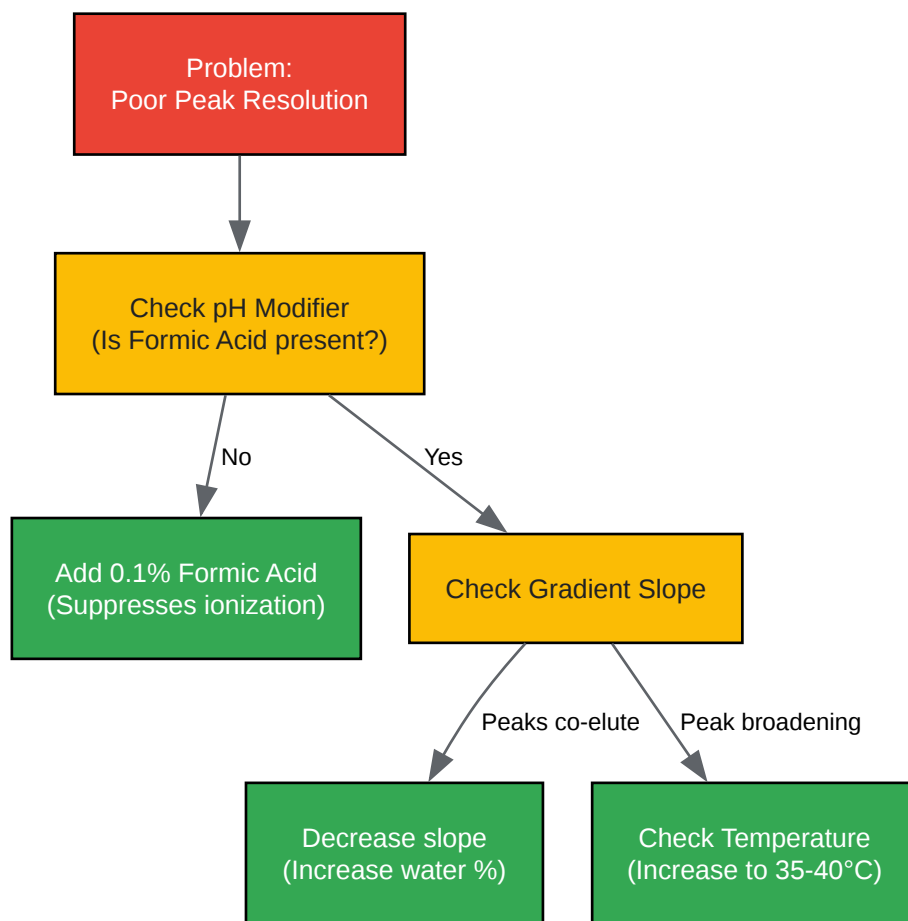 Problem:
Poor Peak Resolution
Check pH Modifier
(Is Formic Acid present?)
No
Yes
Add 0.1% Formic Acid
(Suppresses ionization)
Check Gradient Slope
Peaks co-elute
Peak broadening
Decrease slope
(Increase water %)
Check Temperature
(Increase to 35-40°C)